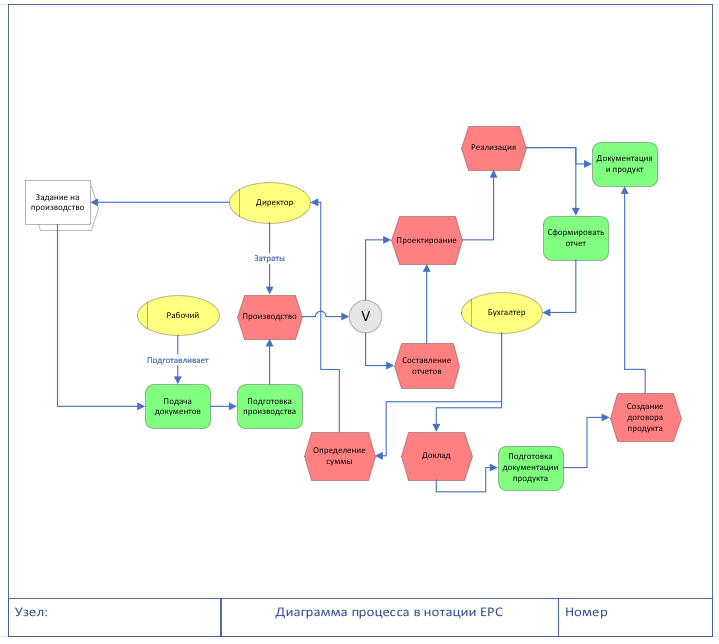 Реализация
Документация
и продукт
Задание на
производство
Директор
Проектироание
Сформировать
отчет
Затраты
Рабочий
Производство
V
Бухгалтер
Подготавливает
Составление
отчетов
Подача
документов
Подготовка
производства
Создание
договора
продукта
Определение
суммы
Доклад
Подготовка
документации
продукта
Узел:
Диаграмма процесса в нотации EPC
Номер